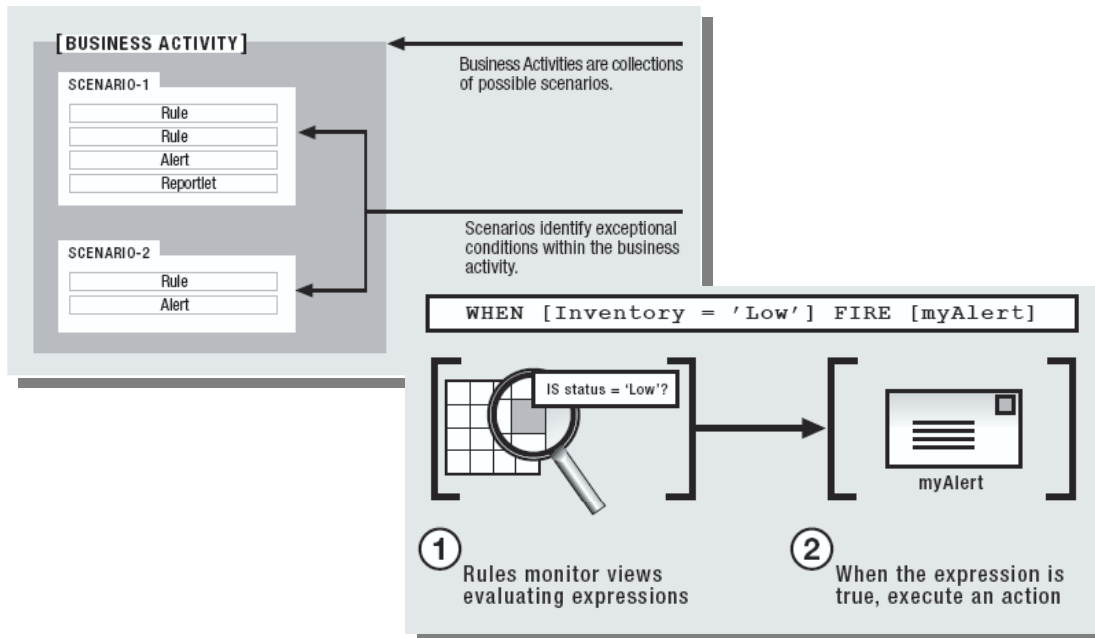 [BUSINESS ACTIVITY]
SCENARIO-1
Rule
Rule
Alert
Reportlet
Business Activities are collections
of possible scenarios.
SCENARIO-2
Rule
Alert
Scenarios identify exceptional
conditions within the business
activity.
WHEN [Inventory = 'Low'] FIRE [myAlert]
IS status = ‘Low’?
myAlert
1
Rules monitor views
evaluating expressions
2
When the expression is
true, execute an action